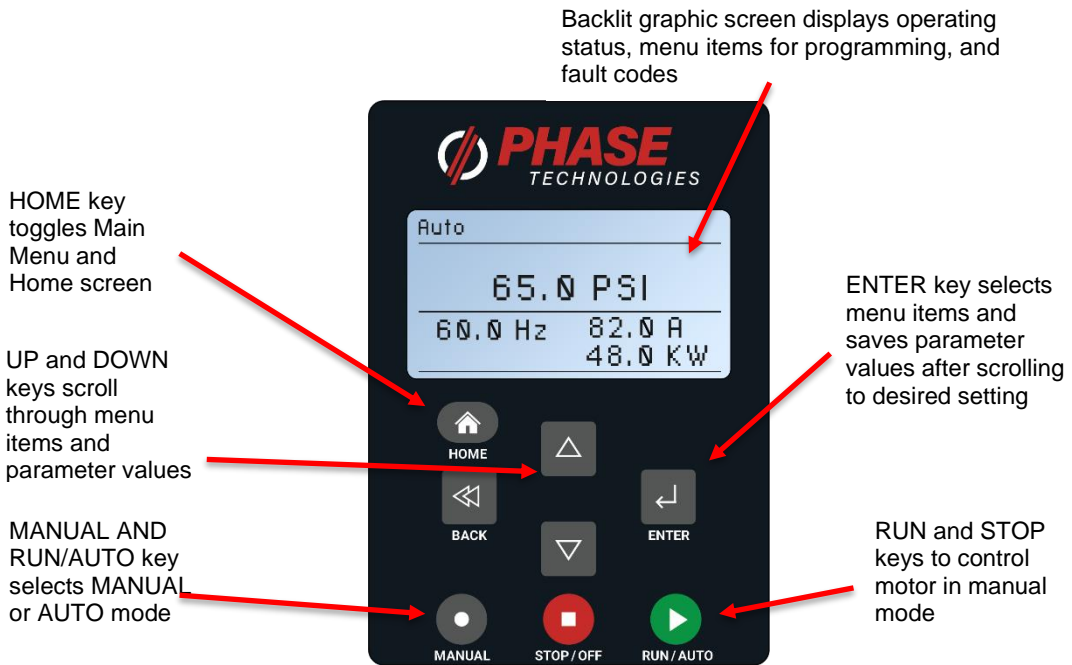 Backlit graphic screen displays operating
status, menu items for programming, and
fault codes
PHASE
TECHNOLOGIES
HOME key
toggles Main
Menu and
Home screen
Auto
65.0 PSI
60.0 Hz 82.0 A
48.0 KW
ENTER key selects
menu items and
saves parameter
values after scrolling
to desired setting
UP and DOWN
keys scroll
through menu
items and
parameter values
HOME
BACK
ENTER
MANUAL AND
RUN/AUTO key
selects MANUAL
or AUTO mode
RUN and STOP
keys to control
motor in manual
mode
MANUAL STOP/OFF RUN/AUTO